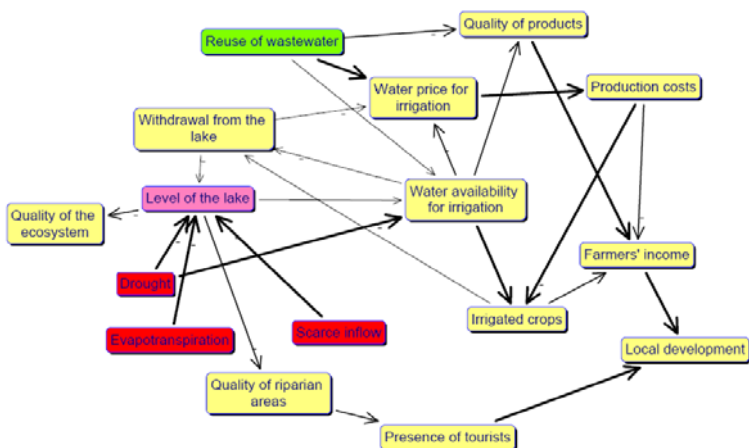 Quality of products
Reuse of wastewater
Water price for
irrigation
Production costs
Withdrawal from the
lake
Level of the lake
Water availability
for irrigation
Quality of the
ecosystem
Farmers' income
Drought
Irrigated crops
Evapotranspiration
Scarce inflow
Local development
Quality of riparian
areas
Presence of tourists